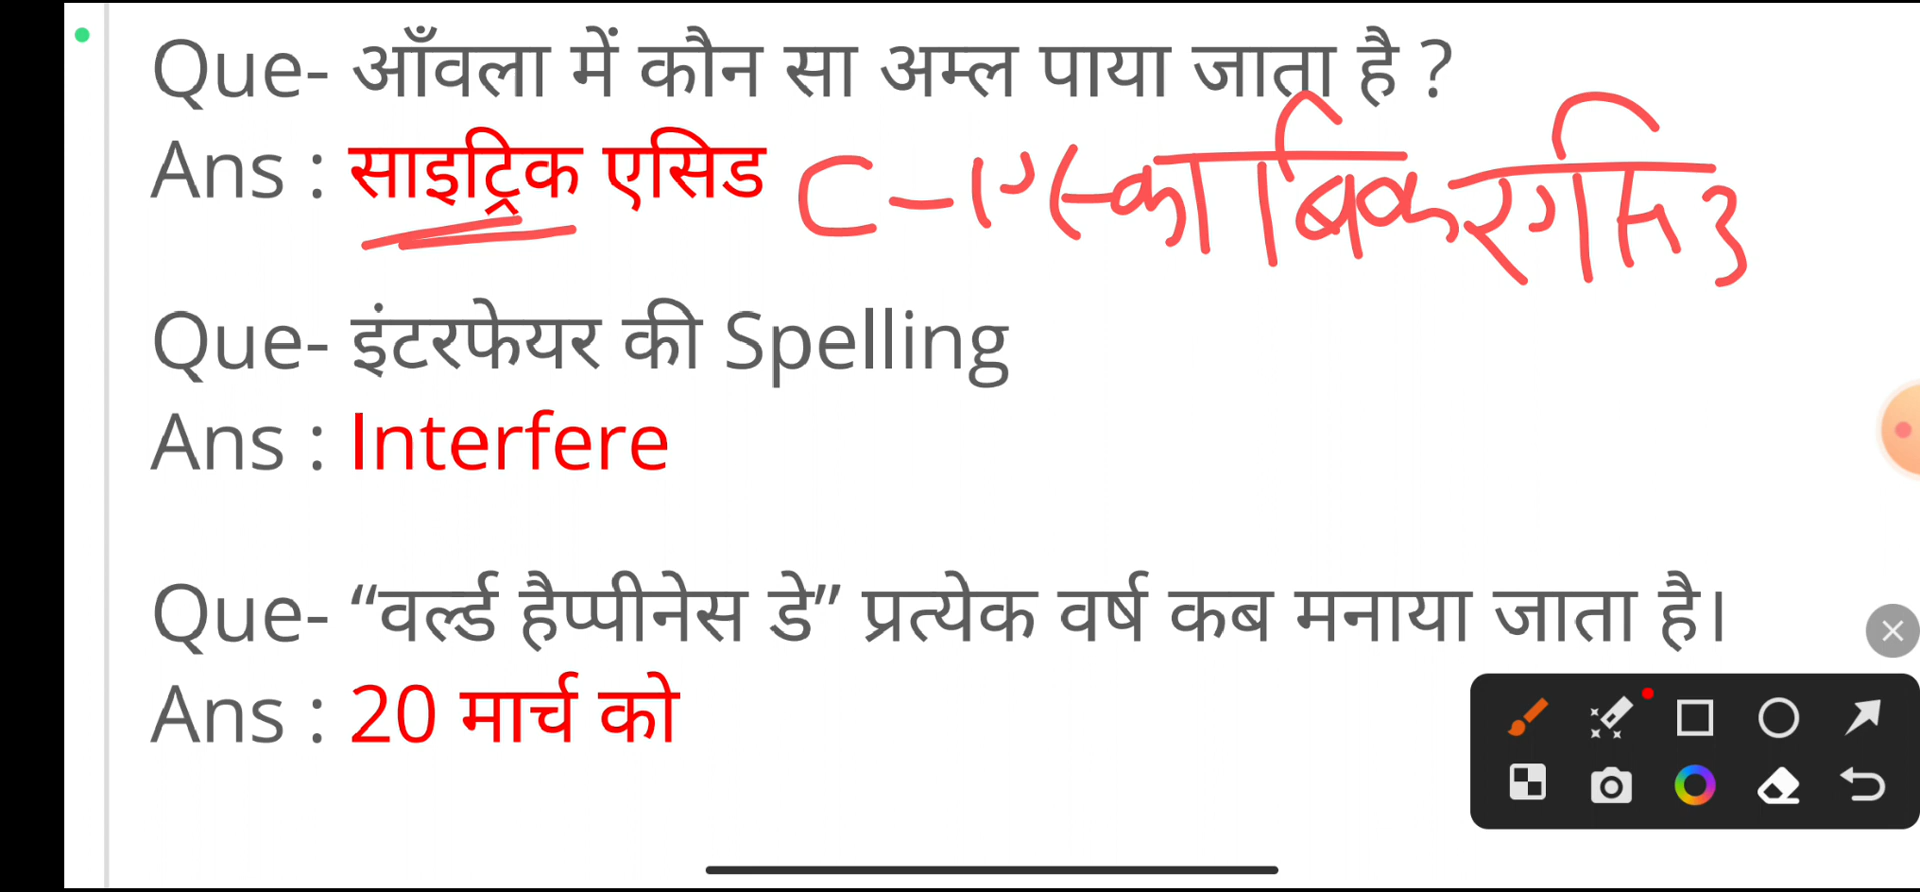 Que- आँवला में कौन सा अम्ल पाया जाता है ?
Ans : साइट्रिक एसिड C -
Que- इंटरफेयर की Spelling
Ans : Interfere
Que- “वर्ल्ड हैप्पीनेस डे” प्रत्येक वर्ष कब मनाया जाता है।
Ans : 20 मार्च को